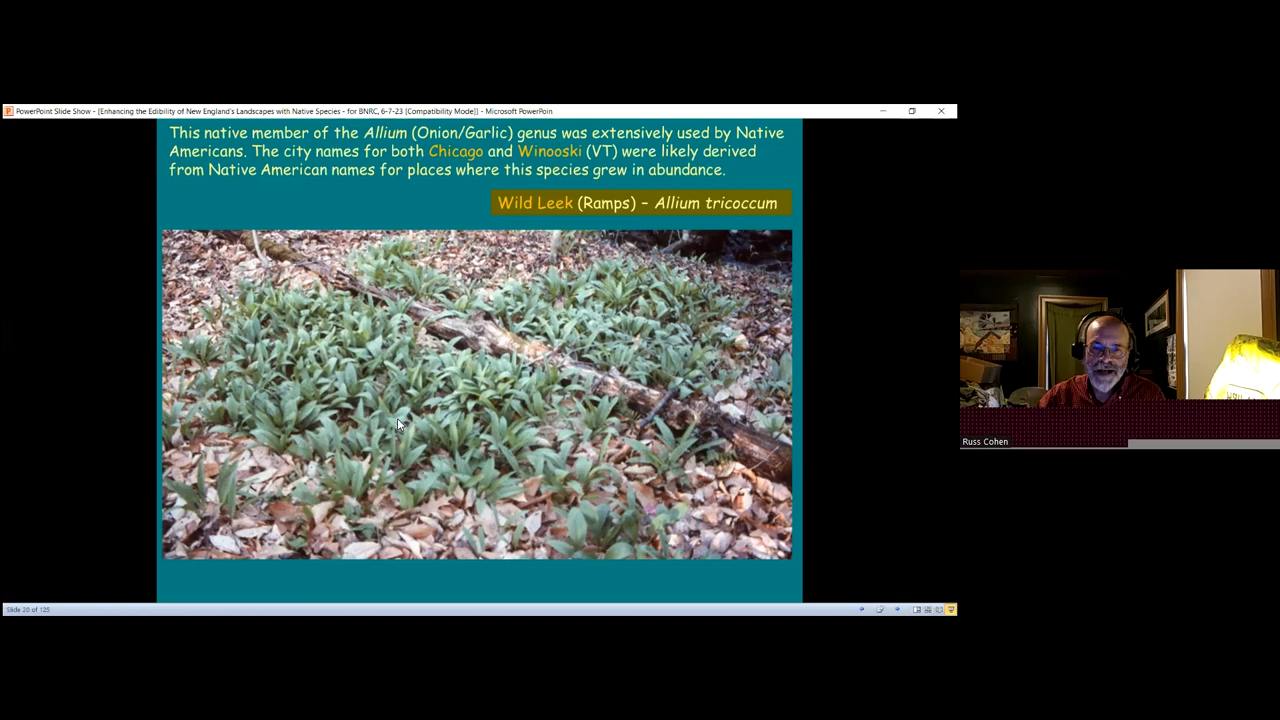 PowerPoint Slide Show - [Enhancing the Edibility of New England's Landscapes with Native Species - for BNRC, 6-7-23 [Compatibility Mode]] - Microsoft PowerPoin
This native member of the Allium (Onion/Garlic) genus was extensively used by Native
Americans. The city names for both Chicago and Winooski (VT) were likely derived
from Native American names for places where this species grew in abundance.
Wild Leek (Ramps) – Allium tricoccum
Russ Cohen
Slide 20 of 125